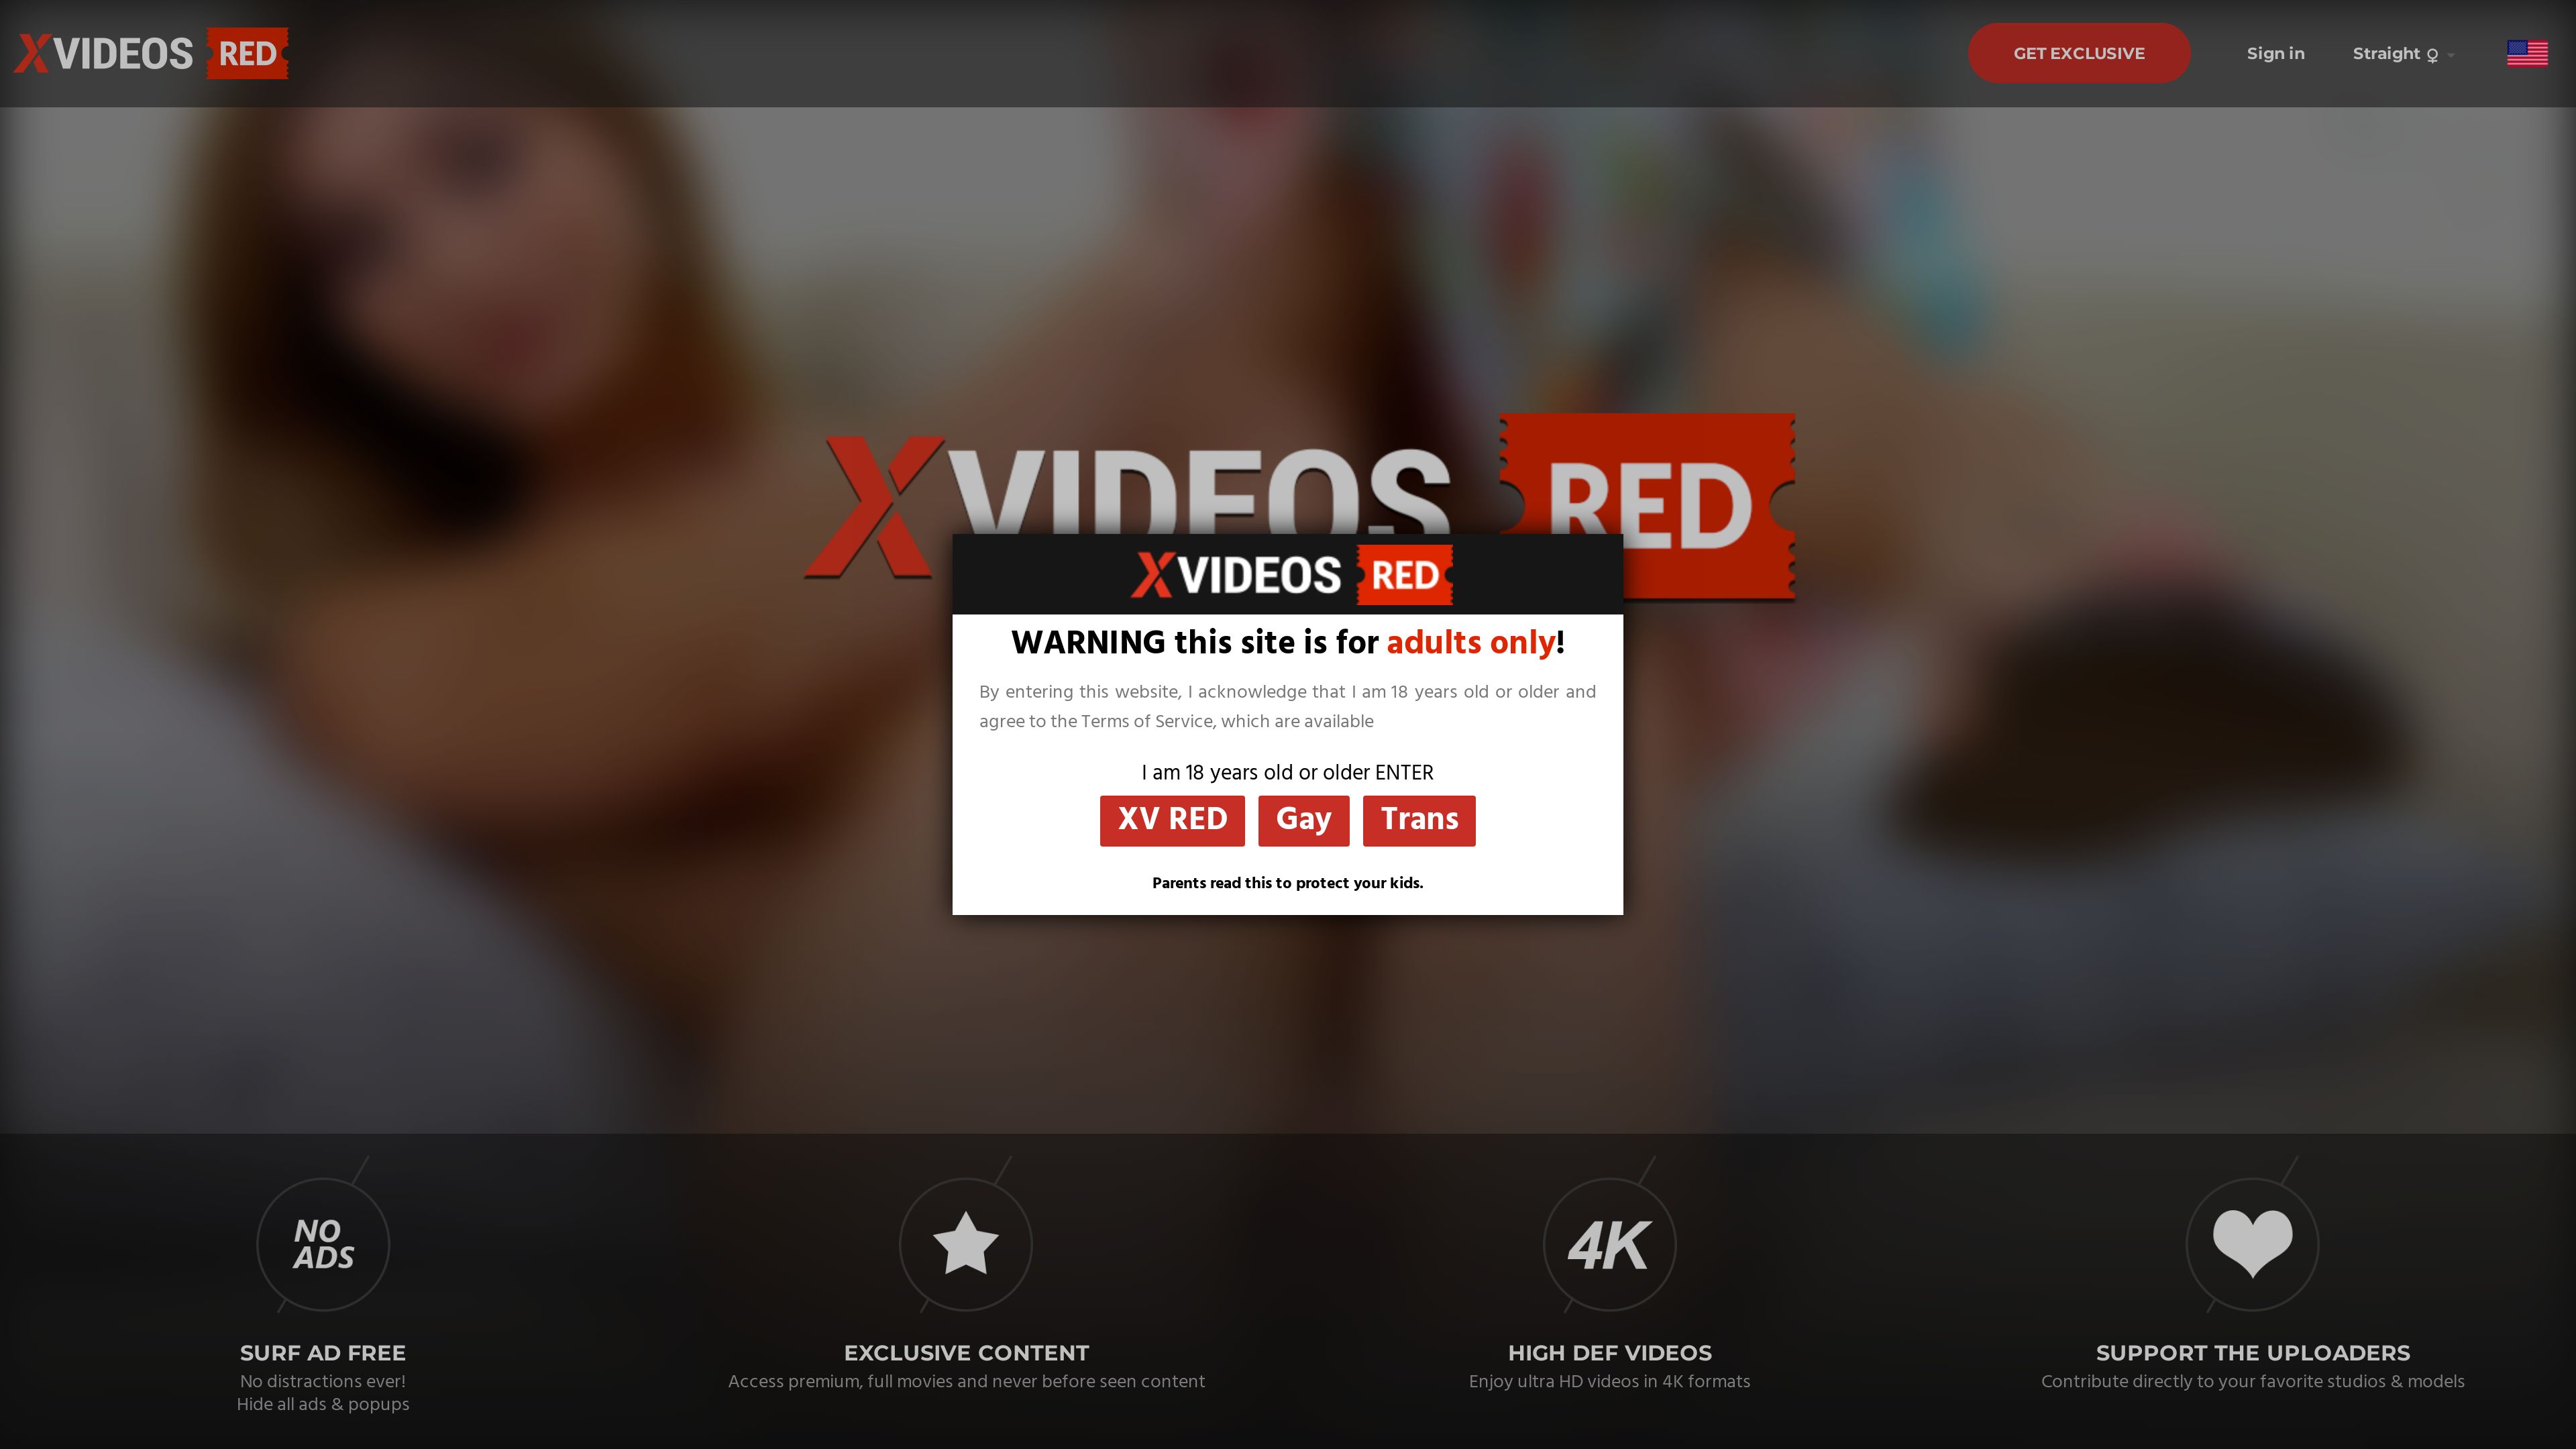 XVIDEOS RED
GET EXCLUSIVE
Sign in
Straight
XVIDEOS RED
XVIDEOS RED
WARNING this site is for adults only!
By entering this website, I acknowledge that I am 18 years old or older and
agree to the Terms of Service, which are available
I am 18 years old or older ENTER
XV RED Gay Trans
Parents read this to protect your kids.
NO
ADS
SURF AD FREE
No distractions ever!
Hide all ads & popups
EXCLUSIVE CONTENT
Access premium, full movies and never before seen content
4K
HIGH DEF VIDEOS
Enjoy ultra HD videos in 4K formats
SUPPORT THE UPLOADERS
Contribute directly to your favorite studios & models